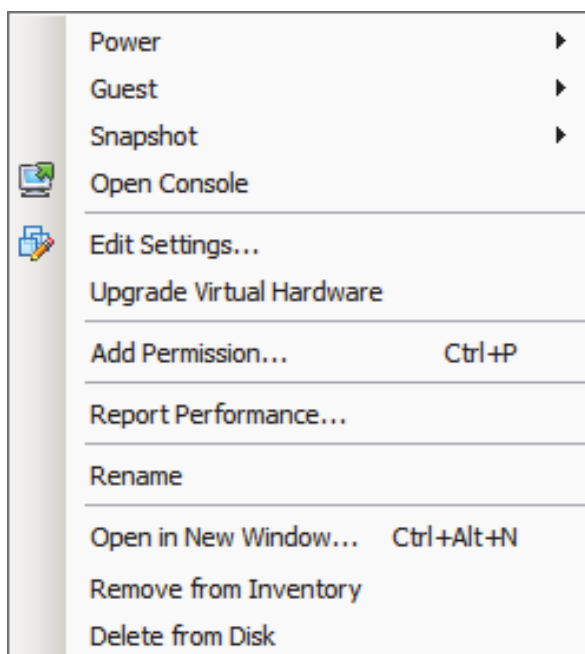 Power
Guest
Snapshot
Open Console
Edit Settings...
Upgrade Virtual Hardware
Add Permission... Ctrl+P
Report Performance...
Rename
Open in New Window... Ctrl+Alt+N
Remove from Inventory
Delete from Disk